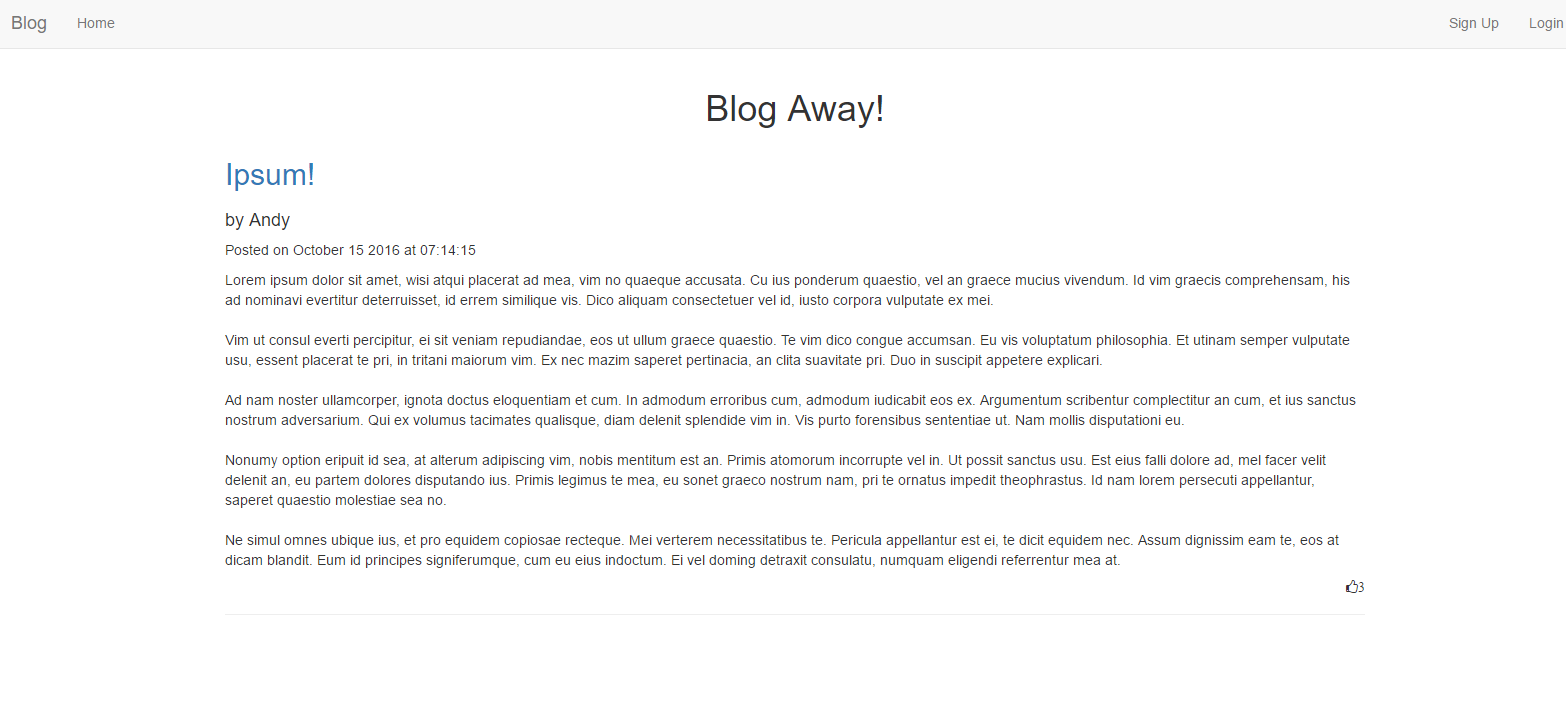 Blog Home Sign Up Login
Blog Away!
Ipsum!
by Andy
Posted on October 15 2016 at 07:14:15
Lorem ipsum dolor sit amet, wisi atqui placerat ad mea, vim no quaeque accusata. Cu ius ponderum quaestio, vel an graece mucius vivendum. Id vim graecis comprehensam, his
ad nominavi evertitur deterruisset, id errem similique vis. Dico aliquam consectetuer vel id, iusto corpora vulputate ex mei.
Vim ut consul everti percipitur, ei sit veniam repudiandae, eos ut ullum graece quaestio. Te vim dico congue accumsan. Eu vis voluptatum philosophia. Et utinam semper vulputate
usu, essent placerat te pri, in tritani maiorum vim. Ex nec mazim saperet pertinacia, an clita suavitate pri. Duo in suscipit appetere explicari.
Ad nam noster ullamcorper, ignota doctus eloquentiam et cum. In admodum erroribus cum, admodum iudicabit eos ex. Argumentum scribentur complectitur an cum, et ius sanctus
nostrum adversarium. Qui ex volumus tacimates qualisque, diam delenit splendide vim in. Vis purto forensibus sententiae ut. Nam mollis disputationi eu.
Nonumy option eripuit id sea, at alterum adipiscing vim, nobis mentitum est an. Primis atomorum incorrupte vel in. Ut possit sanctus usu. Est eius falli dolore ad, mel facer velit
delenit an, eu partem dolores disputando ius. Primis legimus te mea, eu sonet graeco nostrum nam, pri te ornatus impedit theophrastus. Id nam lorem persecuti appellantur,
saperet quaestio molestiae sea no.
Ne simul omnes ubique ius, et pro equidem copiosae recteque. Mei verterem necessitatibus te. Pericula appellantur est ei, te dicit equidem nec. Assum dignissim eam te, eos at
dicam blandit. Eum id principes signiferumque, cum eu eius indoctum. Ei vel doming detraxit consulatu, numquam eligendi referrentur mea at.
3